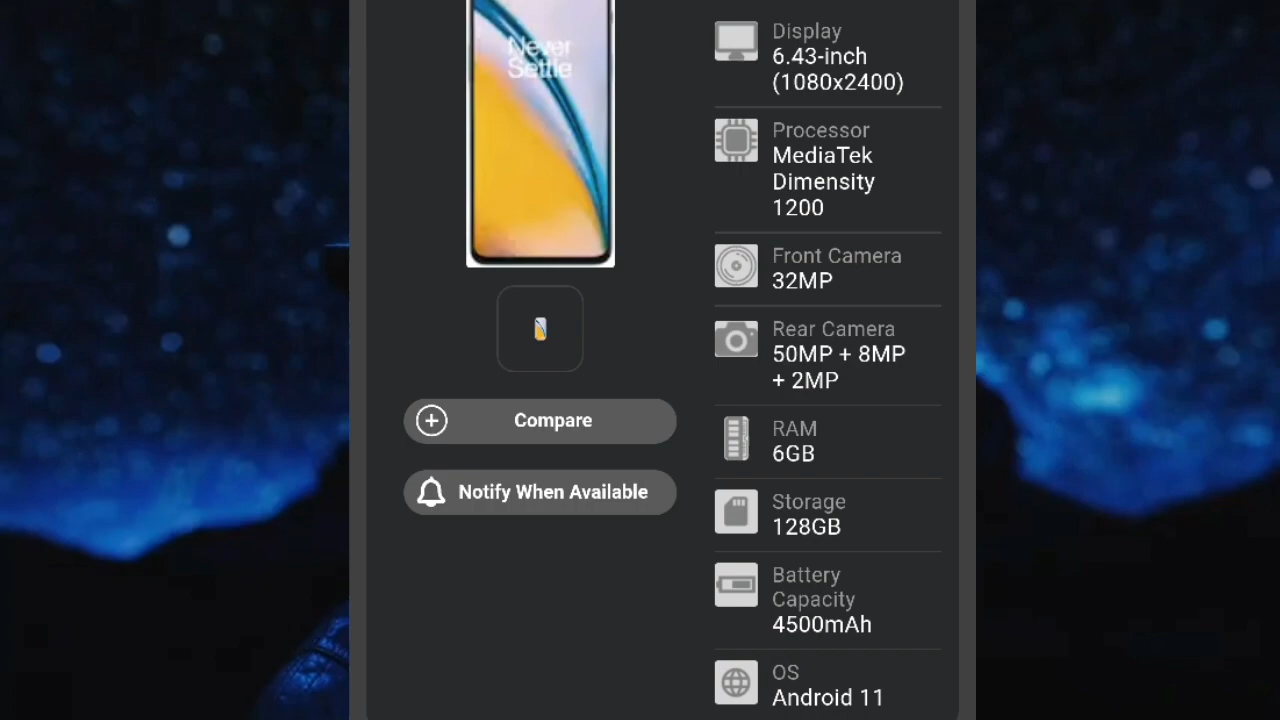 Never
Settle
Compare
Notify When Available
Display
6.43-inch
(1080x2400)
Processor
MediaTek
Dimensity
1200
Front Camera
32MP
Rear Camera
50MP + 8MP
+ 2MP
RAM
6GB
Storage
128GB
Battery
Capacity
4500mAh
OS
Android 11